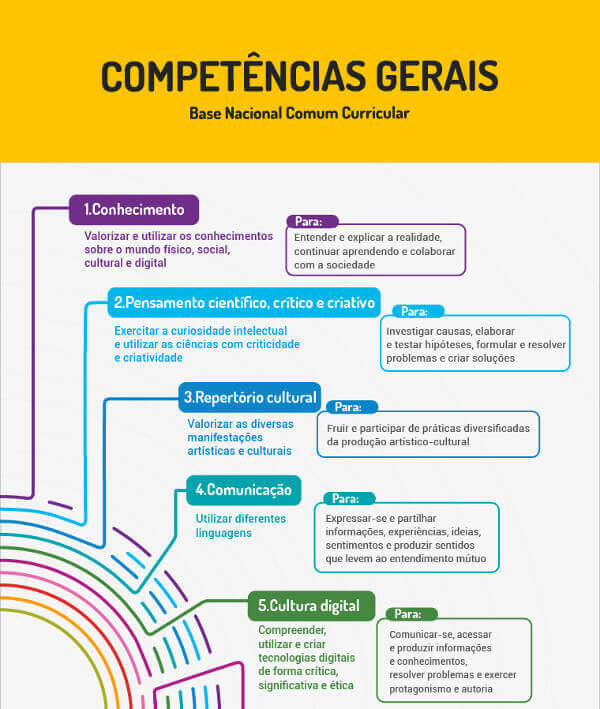 COMPETÊNCIAS GERAIS
Base Nacional Comum Curricular
1.Conhecimento
Valorizar e utilizar os conhecimentos
sobre o mundo físico, social,
cultural e digital
Para:
Entender e explicar a realidade,
continuar aprendendo e colaborar
com a sociedade
2.Pensamento científico, crítico e criativo
Exercitar a curiosidade intelectual
e utilizar as ciências com criticidade
e criatividade
Para:
Investigar causas, elaborar
e testar hipóteses, formular e resolver
problemas e criar soluções
3.Repertório cultural
Valorizar as diversas
manifestações
artísticas e culturais
Para:
Fruir e participar de práticas diversificadas
da produção artístico-cultural
4.Comunicação
Utilizar diferentes
linguagens
Para:
Expressar-se e partilhar
informações, experiências, ideias,
sentimentos e produzir sentidos
que levem ao entendimento mútuo
5.Cultura digital
Compreender,
utilizar e criar
tecnologias digitais
de forma crítica,
significativa e ética
Para:
Comunicar-se, acessar
e produzir informações
e conhecimentos,
resolver problemas e exercer
protagonismo e autoria